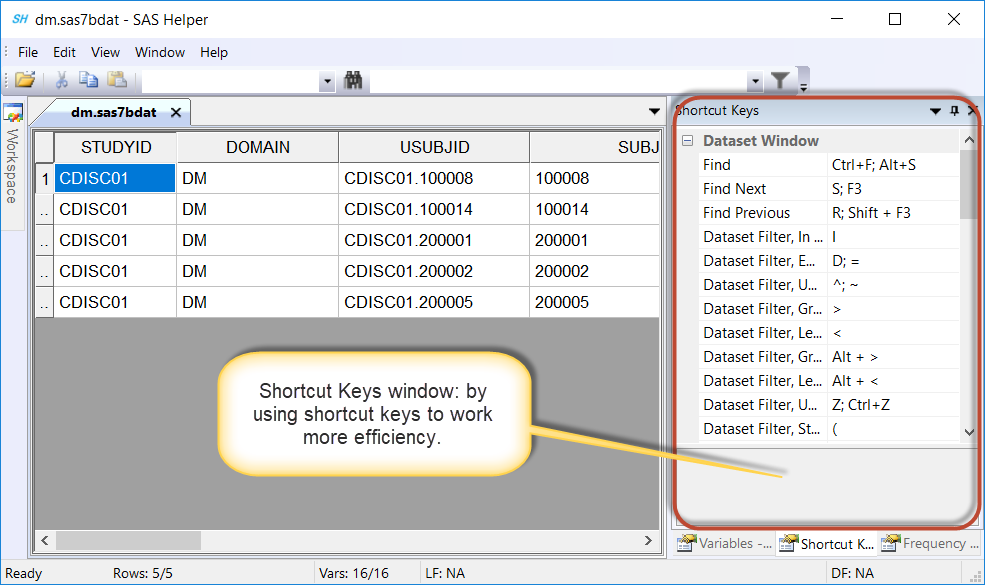 SH dm.sas7bdat - SAS Helper
File Edit View Window Help
dm.sas7bdat
Shortcut Keys
Workspace
STUDYID DOMAIN USUBJID SUBJ
1 CDISC01 DM CDISC01.100008 100008
.. CDISC01 DM CDISC01.100014 100014
.. CDISC01 DM CDISC01.200001 200001
.. CDISC01 DM CDISC01.200002 200002
.. CDISC01 DM CDISC01.200005 200005
Dataset Window
Find Ctrl+F; Alt+S
Find Next S; F3
Find Previous R; Shift + F3
Dataset Filter, In ... I
Dataset Filter, E... D; =
Dataset Filter, U... ^; ~
Dataset Filter, Gr... >
Dataset Filter, Le... <
Dataset Filter, Gr... Alt + >
Dataset Filter, Le... Alt + <
Dataset Filter, U... Z; Ctrl+Z
Dataset Filter, St... (
Shortcut Keys window: by
using shortcut keys to work
more efficiency.
Variables -... Shortcut K... Frequency ...
Ready Rows: 5/5 Vars: 16/16 LF: NA DF: NA